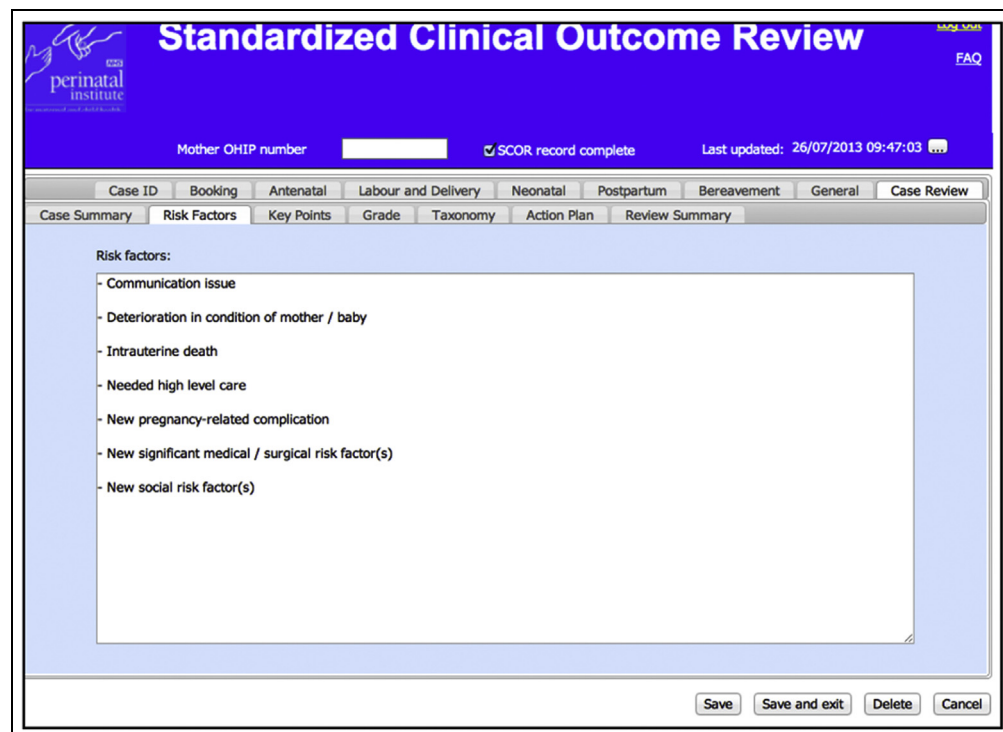 Standardized Clinical Outcome Review
Log out
FAQ
NHS
perinatal
institute
Mother OHIP number
SCOR record complete
Last updated: 26/07/2013 09:47:03 ...
Case ID Booking Antenatal Labour and Delivery Neonatal Postpartum Bereavement General Case Review
Case Summary Risk Factors Key Points Grade Taxonomy Action Plan Review Summary
Risk factors:
- Communication issue
- Deterioration in condition of mother / baby
- Intrauterine death
- Needed high level care
- New pregnancy-related complication
- New significant medical / surgical risk factor(s)
- New social risk factor(s)
Save Save and exit Delete Cancel